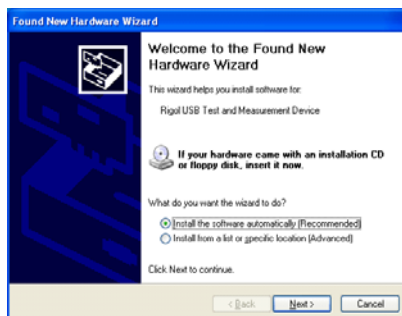 Found New Hardware Wizard
Welcome to the Found New
Hardware Wizard
This wizard helps you install software for:
Rigol USB Test and Measurement Device
If your hardware came with an installation CD
or floppy disk, insert it now.
What do you want the wizard to do?
Install the software automatically (Recommended)
Install from a list or specific location (Advanced)
Click Next to continue.
< Back Next > Cancel